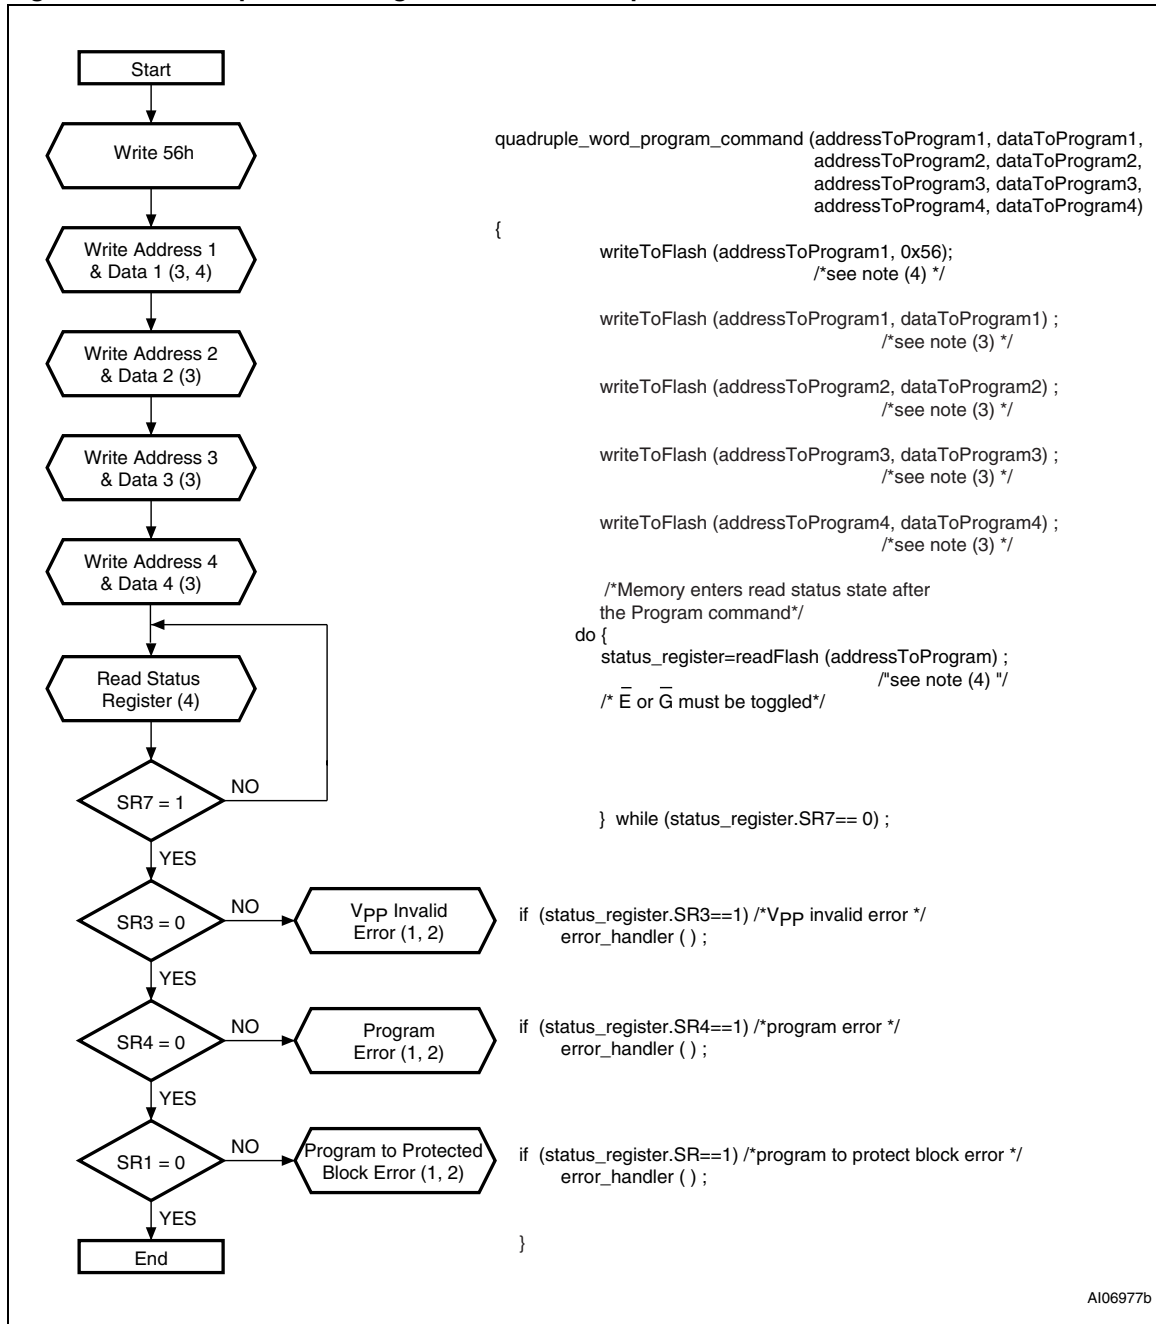 Start
Write 56h
Write Address 1
& Data 1 (3, 4)
Write Address 2
& Data 2 (3)
Write Address 3
& Data 3 (3)
Write Address 4
& Data 4 (3)
Read Status
Register (4)
SR7 = 1
NO
YES
SR3 = 0
NO
VPP Invalid
Error (1, 2)
YES
SR4 = 0
NO
Program
Error (1, 2)
YES
SR1 = 0
NO
Program to Protected
Block Error (1, 2)
YES
End
quadruple_word_program_command (addressToProgram1, dataToProgram1,
addressToProgram2, dataToProgram2,
addressToProgram3, dataToProgram3,
addressToProgram4, dataToProgram4)
{
writeToFlash (addressToProgram1, 0x56);
/*see note (4) */
writeToFlash (addressToProgram1, dataToProgram1) ;
/*see note (3) */
writeToFlash (addressToProgram2, dataToProgram2) ;
/*see note (3) */
writeToFlash (addressToProgram3, dataToProgram3) ;
/*see note (3) */
writeToFlash (addressToProgram4, dataToProgram4) ;
/*see note (3) */
/*Memory enters read status state after
the Program command*/
do {
status_register=readFlash (addressToProgram) ;
/"see note (4) "/
/* E̅ or G̅ must be toggled*/
} while (status_register.SR7== 0) ;
if (status_register.SR3==1) /*VPP invalid error */
error_handler ( ) ;
if (status_register.SR4==1) /*program error */
error_handler ( ) ;
if (status_register.SR==1) /*program to protect block error */
error_handler ( ) ;
}
AI06977b